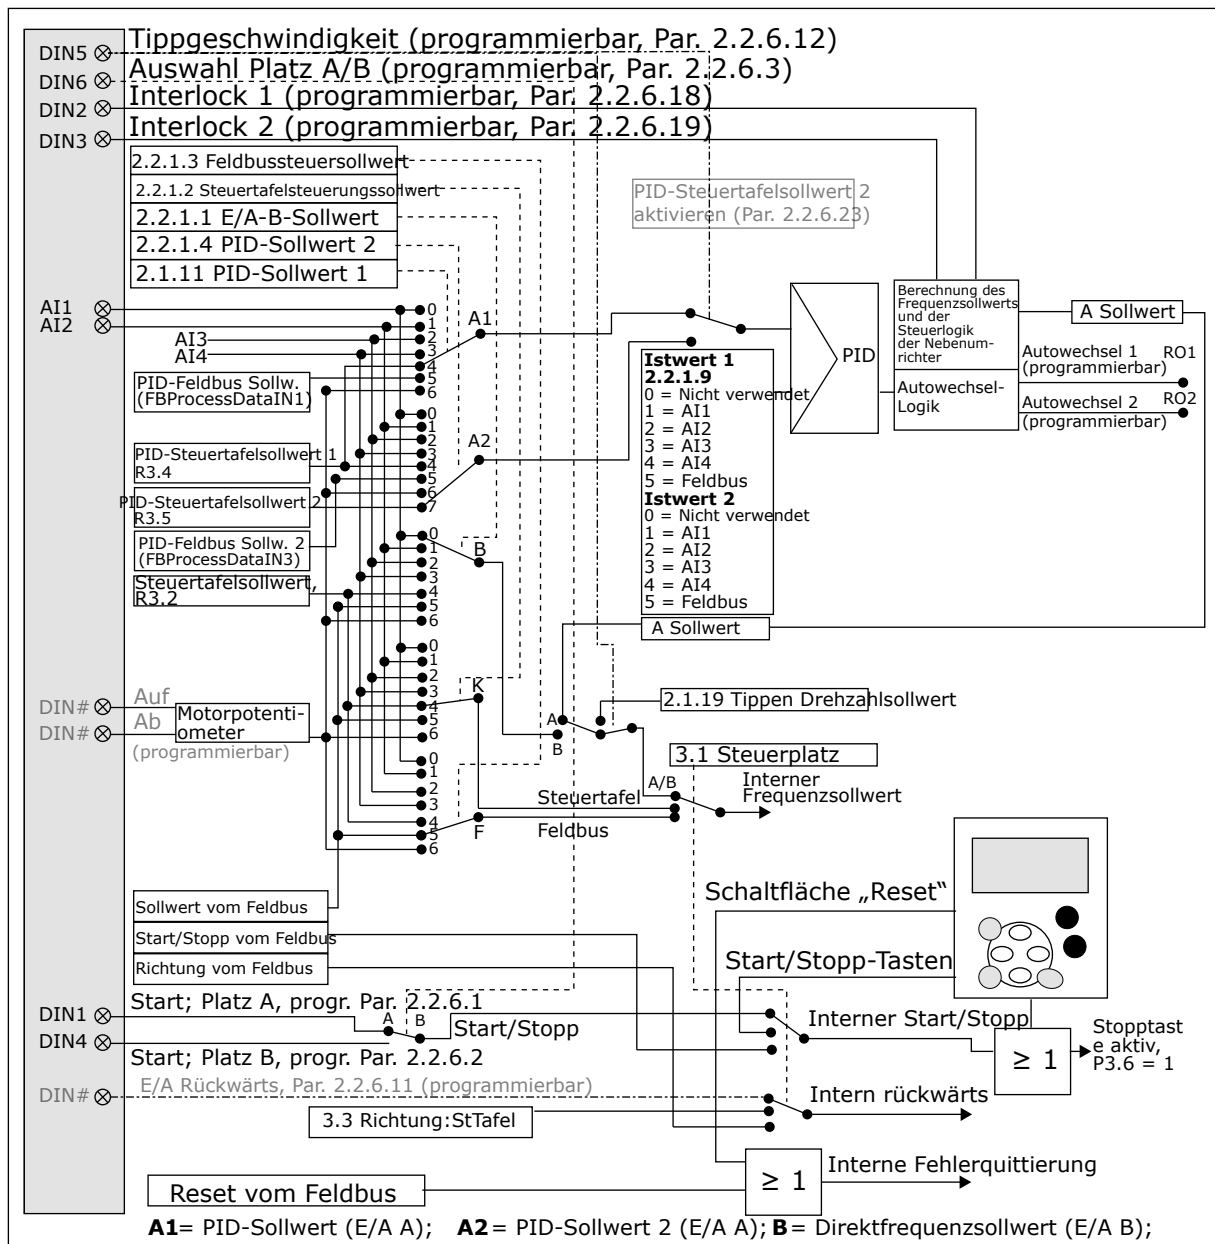 DIN5 Tippgeschwindigkeit (programmierbar, Par. 2.2.6.12)
DIN6 Auswahl Platz A/B (programmierbar, Par. 2.2.6.3)
DIN2 Interlock 1 (programmierbar, Par. 2.2.6.18)
DIN3 Interlock 2 (programmierbar, Par. 2.2.6.19)
2.2.1.3 Feldbussteuersollwert
2.2.1.2 Steuertafelsteuerungssollwert
2.2.1.1 E/A-B-Sollwert
2.2.1.4 PID-Sollwert 2
2.1.11 PID-Sollwert 1
PID-Steuertafelsollwert 2
aktivieren (Par. 2.2.6.23)
AI1
AI2
AI3
AI4
PID-Feldbus Sollw.
(FBProcessDataIN1)
0
1
2
3
4
5
6
A1
PID-Steuertafelsollwert 1
R3.4
PID-Steuertafelsollwert 2
R3.5
PID-Feldbus Sollw. 2
(FBProcessDataIN3)
Steuertafelsollwert,
R3.2
0
1
2
3
4
5
6
7
A2
0
1
2
3
4
5
6
B
Istwert 1
2.2.1.9
0 = Nicht verwendet
1 = AI1
2 = AI2
3 = AI3
4 = AI4
5 = Feldbus
Istwert 2
0 = Nicht verwendet
1 = AI1
2 = AI2
3 = AI3
4 = AI4
5 = Feldbus
PID
Berechnung des
Frequenzsollwerts
und der
Steuerlogik
der Nebenum-
richter
Autowechsel-
Logik
A Sollwert
Autowechsel 1
(programmierbar)
RO1
Autowechsel 2
(programmierbar)
RO2
A Sollwert
DIN# Auf
DIN# Ab
(programmierbar)
Motorpotenti-
ometer
0
1
2
3
4
5
6
K
0
1
2
3
4
5
6
F
A
B
2.1.19 Tippen Drehzahlsollwert
3.1 Steuerplatz
A/B
Steuertafel
Feldbus
Interner
Frequenzsollwert
Sollwert vom Feldbus
Start/Stopp vom Feldbus
Richtung vom Feldbus
Schaltfläche „Reset“
Start/Stopp-Tasten
DIN1 Start; Platz A, progr. Par. 2.2.6.1
A B
Start/Stopp
DIN4 Start; Platz B, progr. Par. 2.2.6.2
Interner Start/Stopp
≥ 1
Stopptast
e aktiv,
P3.6 = 1
DIN# E/A Rückwärts, Par. 2.2.6.11 (programmierbar)
3.3 Richtung:StTafel
Intern rückwärts
≥ 1
Interne Fehlerquittierung
Reset vom Feldbus
A1= PID-Sollwert (E/A A); A2= PID-Sollwert 2 (E/A A); B= Direktfrequenzsollwert (E/A B);